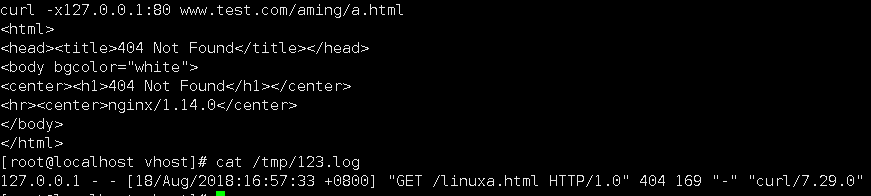 curl -x127.0.0.1:80 www.test.com/aming/a.html
<html>
<head><title>404 Not Found</title></head>
<body bgcolor="white">
<center><h1>404 Not Found</h1></center>
<hr><center>nginx/1.14.0</center>
</body>
</html>
[root@localhost vhost]# cat /tmp/123.log
127.0.0.1 - - [18/Aug/2018:16:57:33 +0800] "GET /linuxa.html HTTP/1.0" 404 169 "-" "curl/7.29.0"